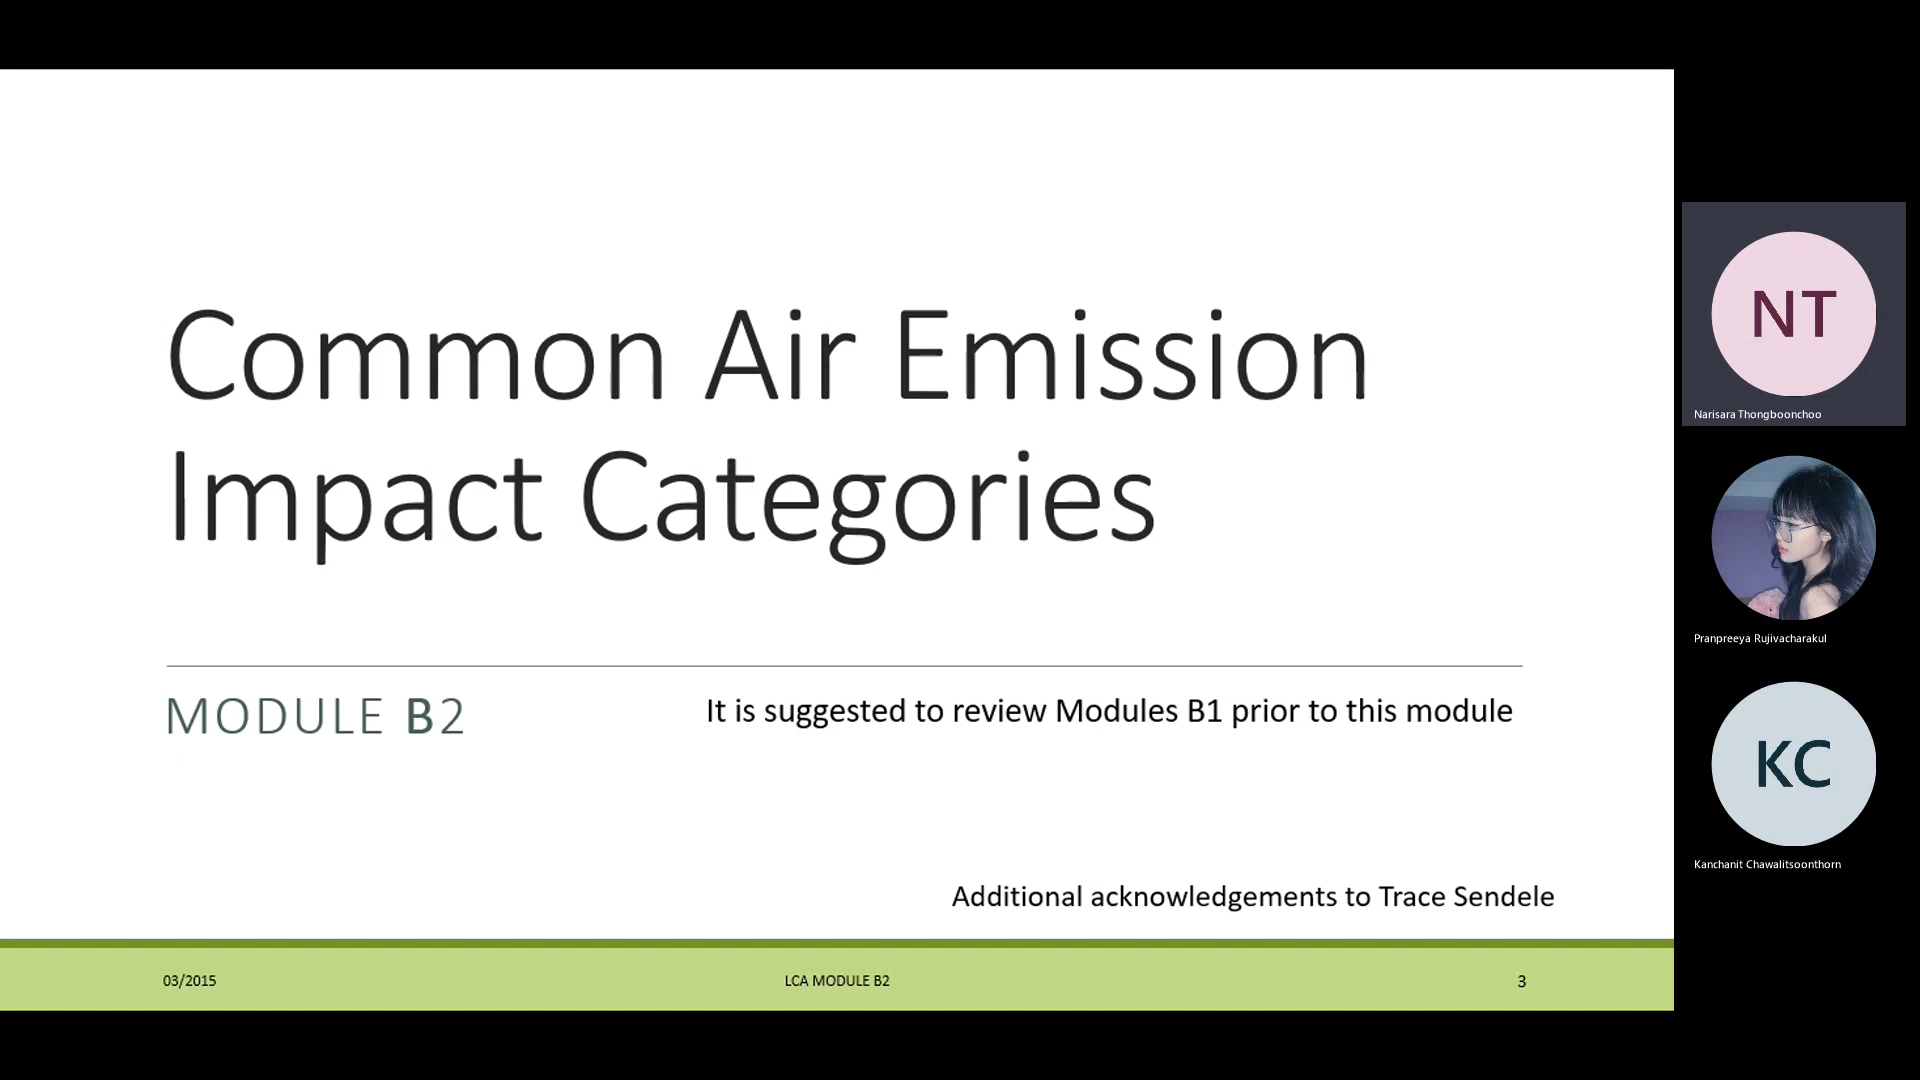 Common Air Emission
Impact Categories
MODULE B2
It is suggested to review Modules B1 prior to this module
Additional acknowledgements to Trace Sendele
03/2015
LCA MODULE B2
3
NT
Narisara Thongboonchoo
Pranpreeya Rujivacharakul
KC
Kanchanit Chawalitsoonthorn